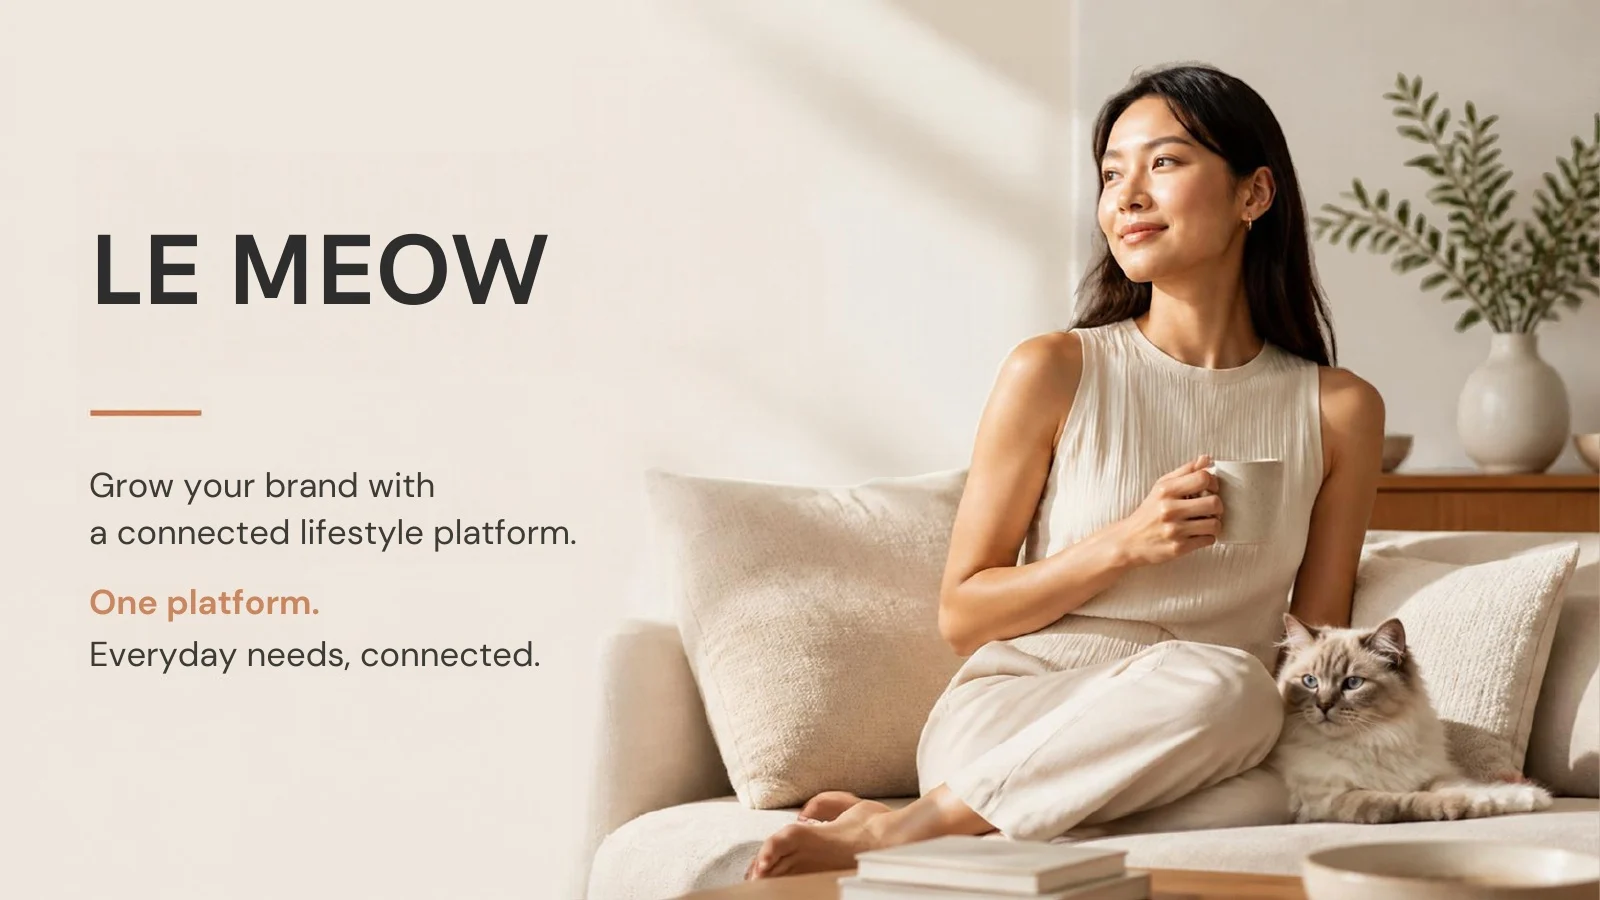 LE MEOW
Grow your brand with
a connected lifestyle platform.
One platform.
Everyday needs, connected.